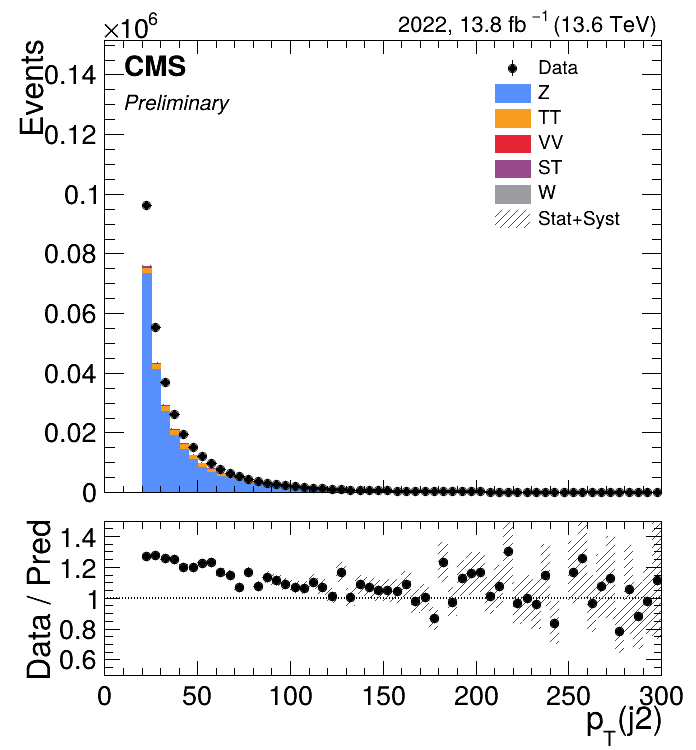 ×10^6
2022, 13.8 fb^-1 (13.6 TeV)
Events
CMS
Preliminary
Data
Z
TT
VV
ST
W
Stat+Syst
0.14
0.12
0.1
0.08
0.06
0.04
0.02
0
Data / Pred
1.4
1.2
1
0.8
0.6
0 50 100 150 200 250 300
p_T(j2)